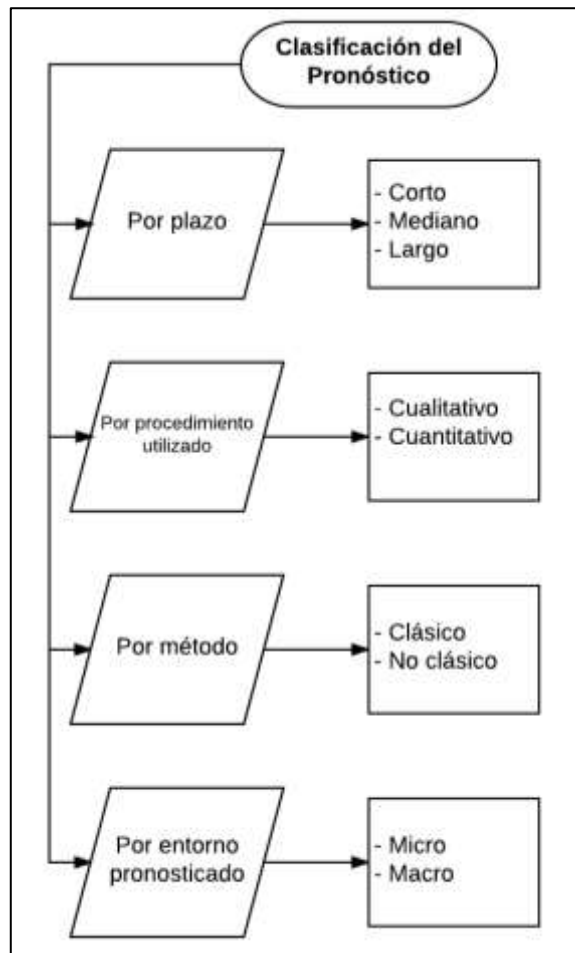 Clasificación del
Pronóstico
Por plazo
- Corto
- Mediano
- Largo
Por procedimiento
utilizado
- Cualitativo
- Cuantitativo
Por método
- Clásico
- No clásico
Por entorno
pronosticado
- Micro
- Macro